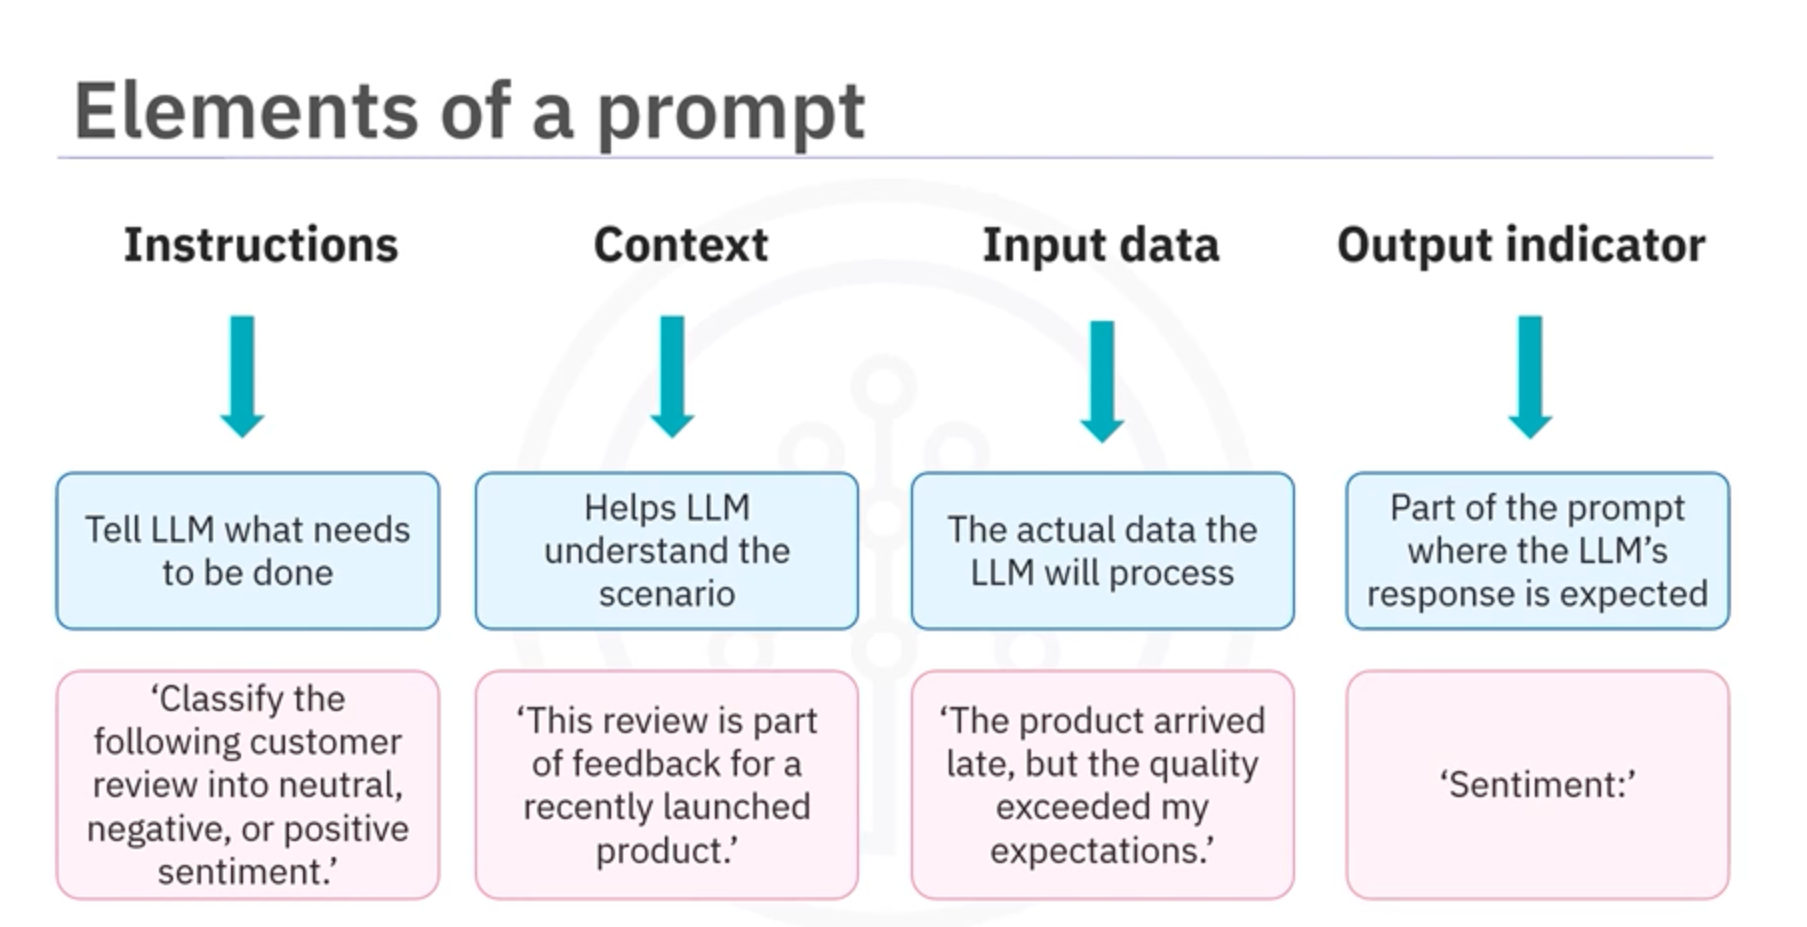 Elements of a prompt
Instructions
Context
Input data
Output indicator
Tell LLM what needs
to be done
Helps LLM
understand the
scenario
The actual data the
LLM will process
Part of the prompt
where the LLM’s
response is expected
‘Classify the
following customer
review into neutral,
negative, or positive
sentiment.’
‘This review is part
of feedback for a
recently launched
product.’
‘The product arrived
late, but the quality
exceeded my
expectations.’
‘Sentiment:’